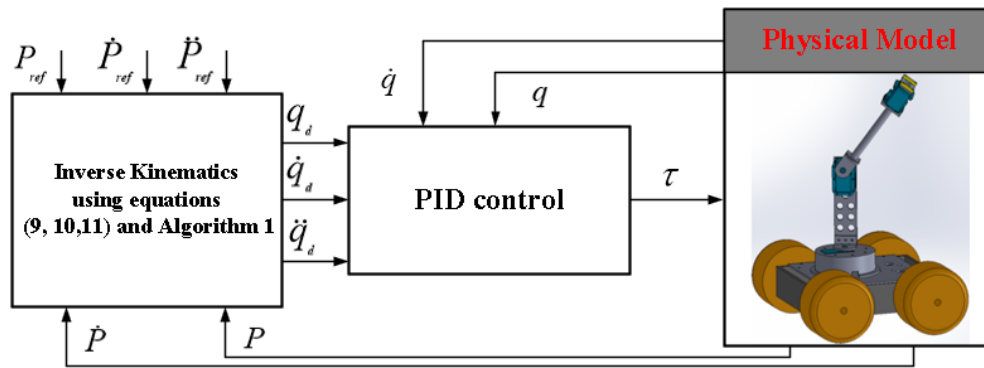 P_ref Ṗ_ref P̈_ref
Physical Model
q̇
q
q_d
q̇_d
q̈_d
Inverse Kinematics
using equations
(9, 10,11) and Algorithm 1
PID control
τ
Ṗ
P